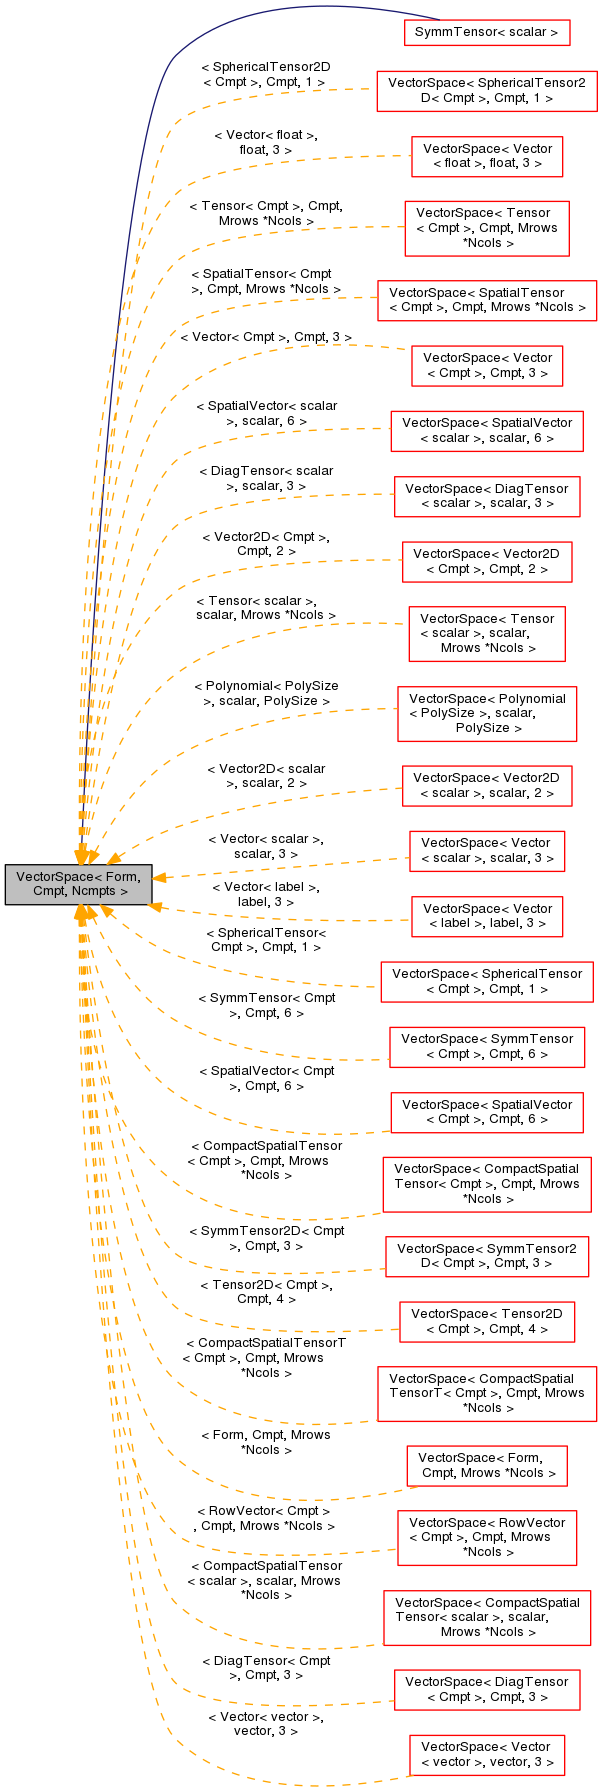 SymmTensor< scalar >
< SphericalTensor2D
< Cmpt >, Cmpt, 1 >
VectorSpace< SphericalTensor2
D< Cmpt >, Cmpt, 1 >
< Vector< float >,
float, 3 >
VectorSpace< Vector
< float >, float, 3 >
< Tensor< Cmpt >, Cmpt,
Mrows *Ncols >
VectorSpace< Tensor
< Cmpt >, Cmpt, Mrows
*Ncols >
< SpatialTensor< Cmpt
>, Cmpt, Mrows *Ncols >
VectorSpace< SpatialTensor
< Cmpt >, Cmpt, Mrows *Ncols >
< Vector< Cmpt >, Cmpt, 3 >
VectorSpace< Vector
< Cmpt >, Cmpt, 3 >
< SpatialVector< scalar
>, scalar, 6 >
VectorSpace< SpatialVector
< scalar >, scalar, 6 >
< DiagTensor< scalar
>, scalar, 3 >
VectorSpace< DiagTensor
< scalar >, scalar, 3 >
< Vector2D< Cmpt >,
Cmpt, 2 >
VectorSpace< Vector2D
< Cmpt >, Cmpt, 2 >
< Tensor< scalar >,
scalar, Mrows *Ncols >
VectorSpace< Tensor
< scalar >, scalar,
Mrows *Ncols >
< Polynomial< PolySize
>, scalar, PolySize >
VectorSpace< Polynomial
< PolySize >, scalar,
PolySize >
< Vector2D< scalar
>, scalar, 2 >
VectorSpace< Vector2D
< scalar >, scalar, 2 >
< Vector< scalar >,
scalar, 3 >
VectorSpace< Vector
< scalar >, scalar, 3 >
VectorSpace< Form,
Cmpt, Ncmpts >
< Vector< label >,
label, 3 >
VectorSpace< Vector
< label >, label, 3 >
< SphericalTensor<
Cmpt >, Cmpt, 1 >
VectorSpace< SphericalTensor
< Cmpt >, Cmpt, 1 >
< SymmTensor< Cmpt
>, Cmpt, 6 >
VectorSpace< SymmTensor
< Cmpt >, Cmpt, 6 >
< SpatialVector< Cmpt
>, Cmpt, 6 >
VectorSpace< SpatialVector
< Cmpt >, Cmpt, 6 >
< CompactSpatialTensor
< Cmpt >, Cmpt, Mrows
*Ncols >
VectorSpace< CompactSpatial
Tensor< Cmpt >, Cmpt, Mrows
*Ncols >
< SymmTensor2D< Cmpt
>, Cmpt, 3 >
VectorSpace< SymmTensor2
D< Cmpt >, Cmpt, 3 >
< Tensor2D< Cmpt >,
Cmpt, 4 >
VectorSpace< Tensor2D
< Cmpt >, Cmpt, 4 >
< CompactSpatialTensorT
< Cmpt >, Cmpt, Mrows
*Ncols >
VectorSpace< CompactSpatial
TensorT< Cmpt >, Cmpt, Mrows
*Ncols >
< Form, Cmpt, Mrows
*Ncols >
VectorSpace< Form,
Cmpt, Mrows *Ncols >
< RowVector< Cmpt >
, Cmpt, Mrows *Ncols >
VectorSpace< RowVector
< Cmpt >, Cmpt, Mrows
*Ncols >
< CompactSpatialTensor
< scalar >, scalar, Mrows
*Ncols >
VectorSpace< CompactSpatial
Tensor< scalar >, scalar,
Mrows *Ncols >
< DiagTensor< Cmpt
>, Cmpt, 3 >
VectorSpace< DiagTensor
< Cmpt >, Cmpt, 3 >
< Vector< vector >,
vector, 3 >
VectorSpace< Vector
< vector >, vector, 3 >